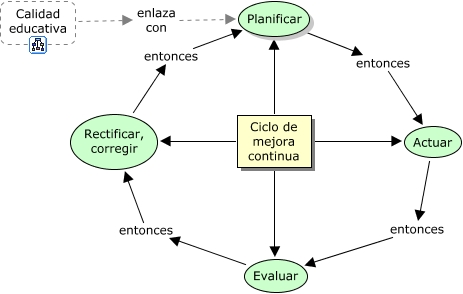 Calidad
educativa
enlaza
con
Planificar
entonces
entonces
Rectificar,
corregir
Ciclo de
mejora
continua
Actuar
entonces
entonces
Evaluar